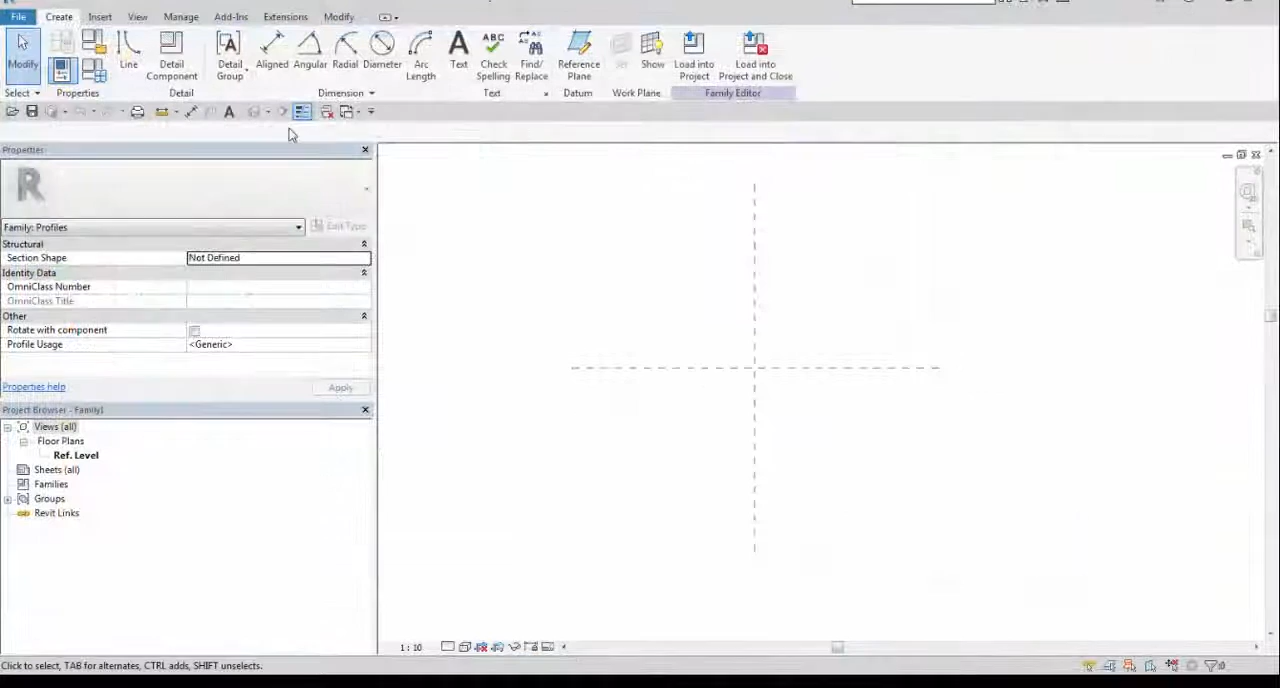 File Create Insert View Manage Add-Ins Extensions Modify
Modify Line Detail Component Detail Group Aligned Angular Radial Diameter Arc Length Text ABC Check Spelling Find/ Replace Reference Plane Set Show Load into Project Load into Project and Close
Select Properties Detail Dimension Text Datum Work Plane Family Editor
A
Properties
R
Family: Profiles Edit Type
Structural
Section Shape Not Defined
Identity Data
OmniClass Number
OmniClass Title
Other
Rotate with component
Profile Usage <Generic>
Properties help Apply
Project Browser - Family1
Views (all)
Floor Plans
Ref. Level
Sheets (all)
Families
Groups
Revit Links
1 : 10
Click to select, TAB for alternates, CTRL adds, SHIFT unselects.
:0